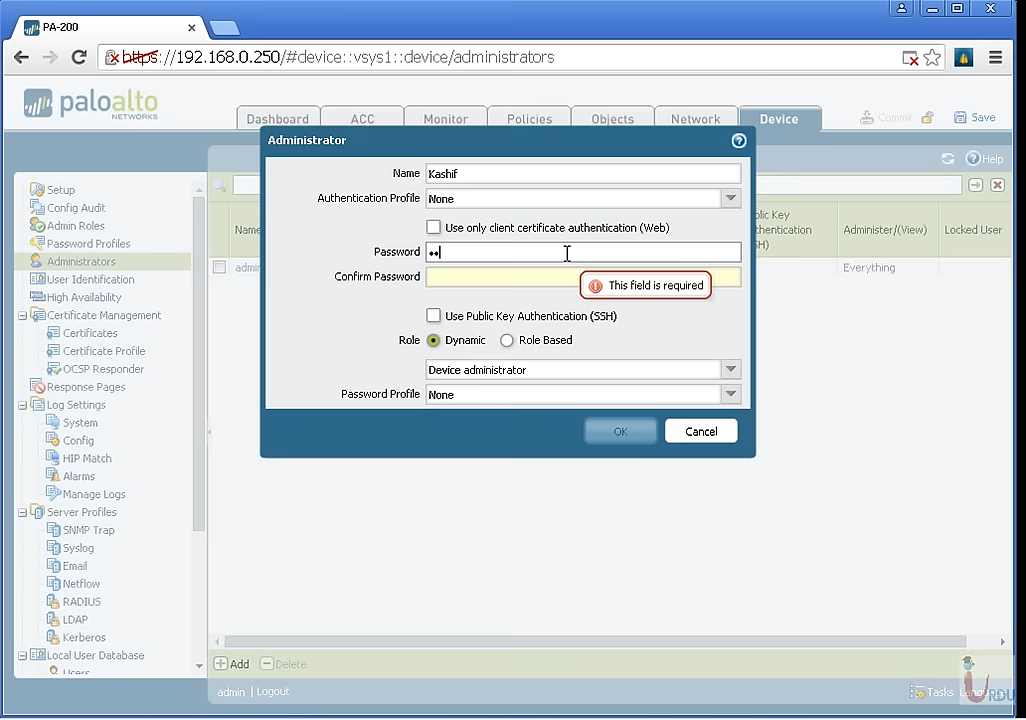 PA-200
https://192.168.0.250/#device::vsys1::device/administrators
paloalto
NETWORKS
Dashboard
ACC
Monitor
Policies
Objects
Network
Device
Commit
Save
Help
Setup
Config Audit
Admin Roles
Password Profiles
Administrators
User Identification
High Availability
Certificate Management
Certificates
Certificate Profile
OCSP Responder
Response Pages
Log Settings
System
Config
HIP Match
Alarms
Manage Logs
Server Profiles
SNMP Trap
Syslog
Email
Netflow
RADIUS
LDAP
Kerberos
Local User Database
Users
Name
Administer/(View)
Locked User
admin
Everything
Administrator
Name
Kashif
Authentication Profile
None
Use only client certificate authentication (Web)
Password
••
Confirm Password
This field is required
Use Public Key Authentication (SSH)
Role
Dynamic
Role Based
Device administrator
Password Profile
None
OK
Cancel
Add
Delete
admin | Logout
Tasks
URDU